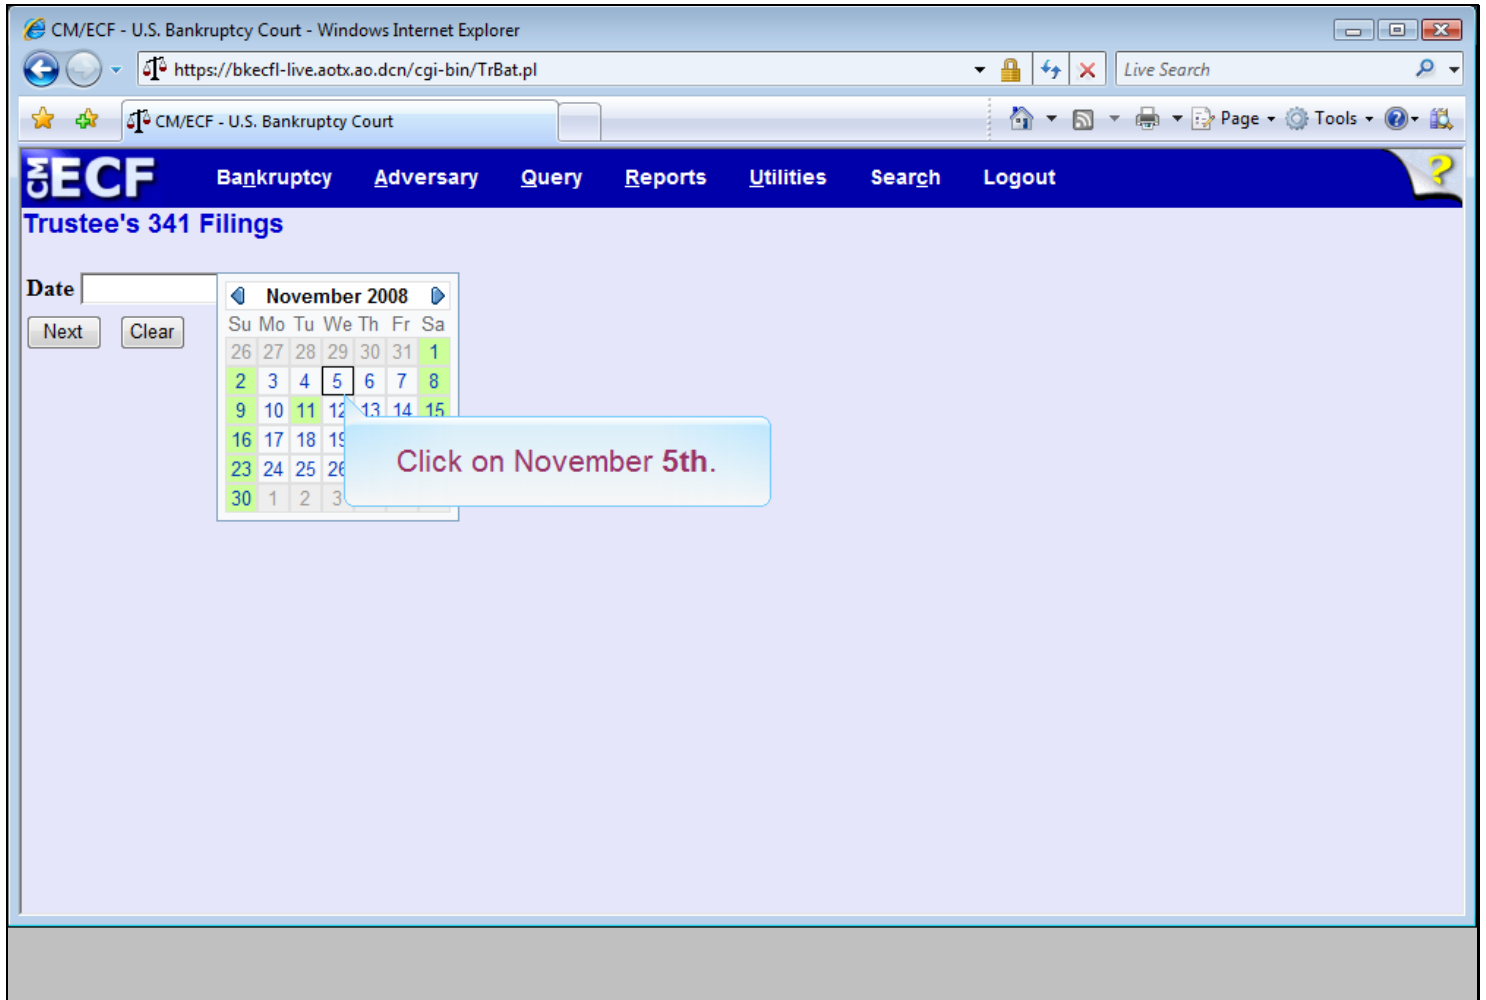 CM/ECF - U.S. Bankruptcy Court - Windows Internet Explorer
https://bkecfl-live.aotx.ao.dcn/cgi-bin/TrBat.pl
Live Search
CM/ECF - U.S. Bankruptcy Court
Page
Tools
CM ECF
Bankruptcy Adversary Query Reports Utilities Search Logout
?
Trustee's 341 Filings
Date
Next Clear
November 2008
Su Mo Tu We Th Fr Sa
26 27 28 29 30 31 1
2 3 4 5 6 7 8
9 10 11 12 13 14 15
16 17 18 19
23 24 25 26
30 1 2 3
Click on November 5th.